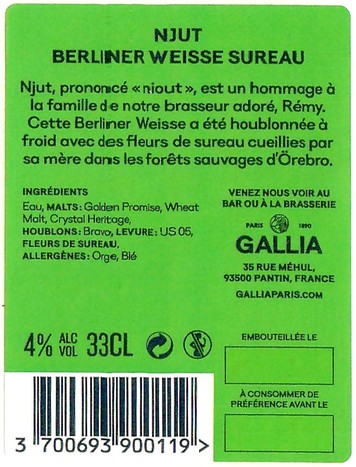 NJUT
BERLINER WEISSE SUREAU
Njut, prononcé « niout », est un hommage à
la famille de notre brasseur adoré, Rémy.
Cette Berliner Weisse a été houblonnée à
froid avec des fleurs de sureau cueillies par
sa mère dans les forêts sauvages d'Örebro.
INGRÉDIENTS
Eau, MALTS: Golden Promise, Wheat
Malt, Crystal Heritage,
HOUBLONS: Bravo, LEVURE: US 05,
FLEURS DE SUREAU,
ALLERGÈNES: Orge, Blé
VENEZ NOUS VOIR AU
BAR OU À LA BRASSERIE
PARIS 1890
GALLIA
35 RUE MÉHUL,
93500 PANTIN, FRANCE
GALLIAPARIS.COM
4% ALC VOL 33CL
EMBOUTEILLÉE LE
À CONSOMMER DE
PRÉFÉRENCE AVANT LE
3 700693 900119 >